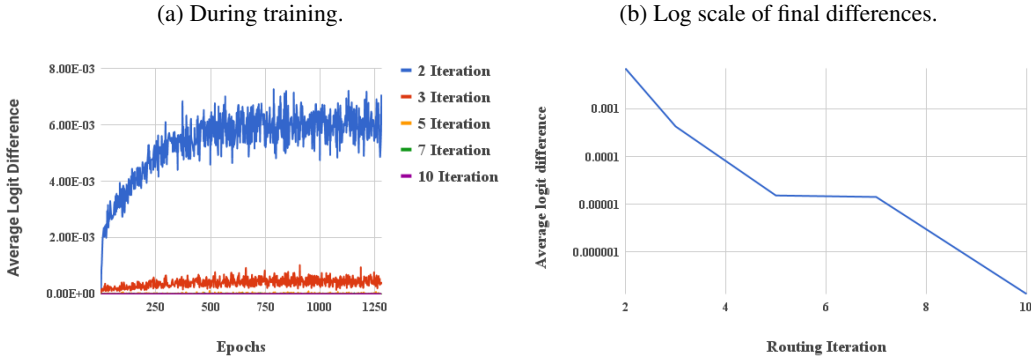 (a) During training.
Average Logit Difference
8.00E-03
6.00E-03
4.00E-03
2.00E-03
0.00E+00
250
500
750
1000
1250
Epochs
2 Iteration
3 Iteration
5 Iteration
7 Iteration
10 Iteration
(b) Log scale of final differences.
Average logit difference
0.001
0.0001
0.00001
0.000001
2
4
6
8
10
Routing Iteration